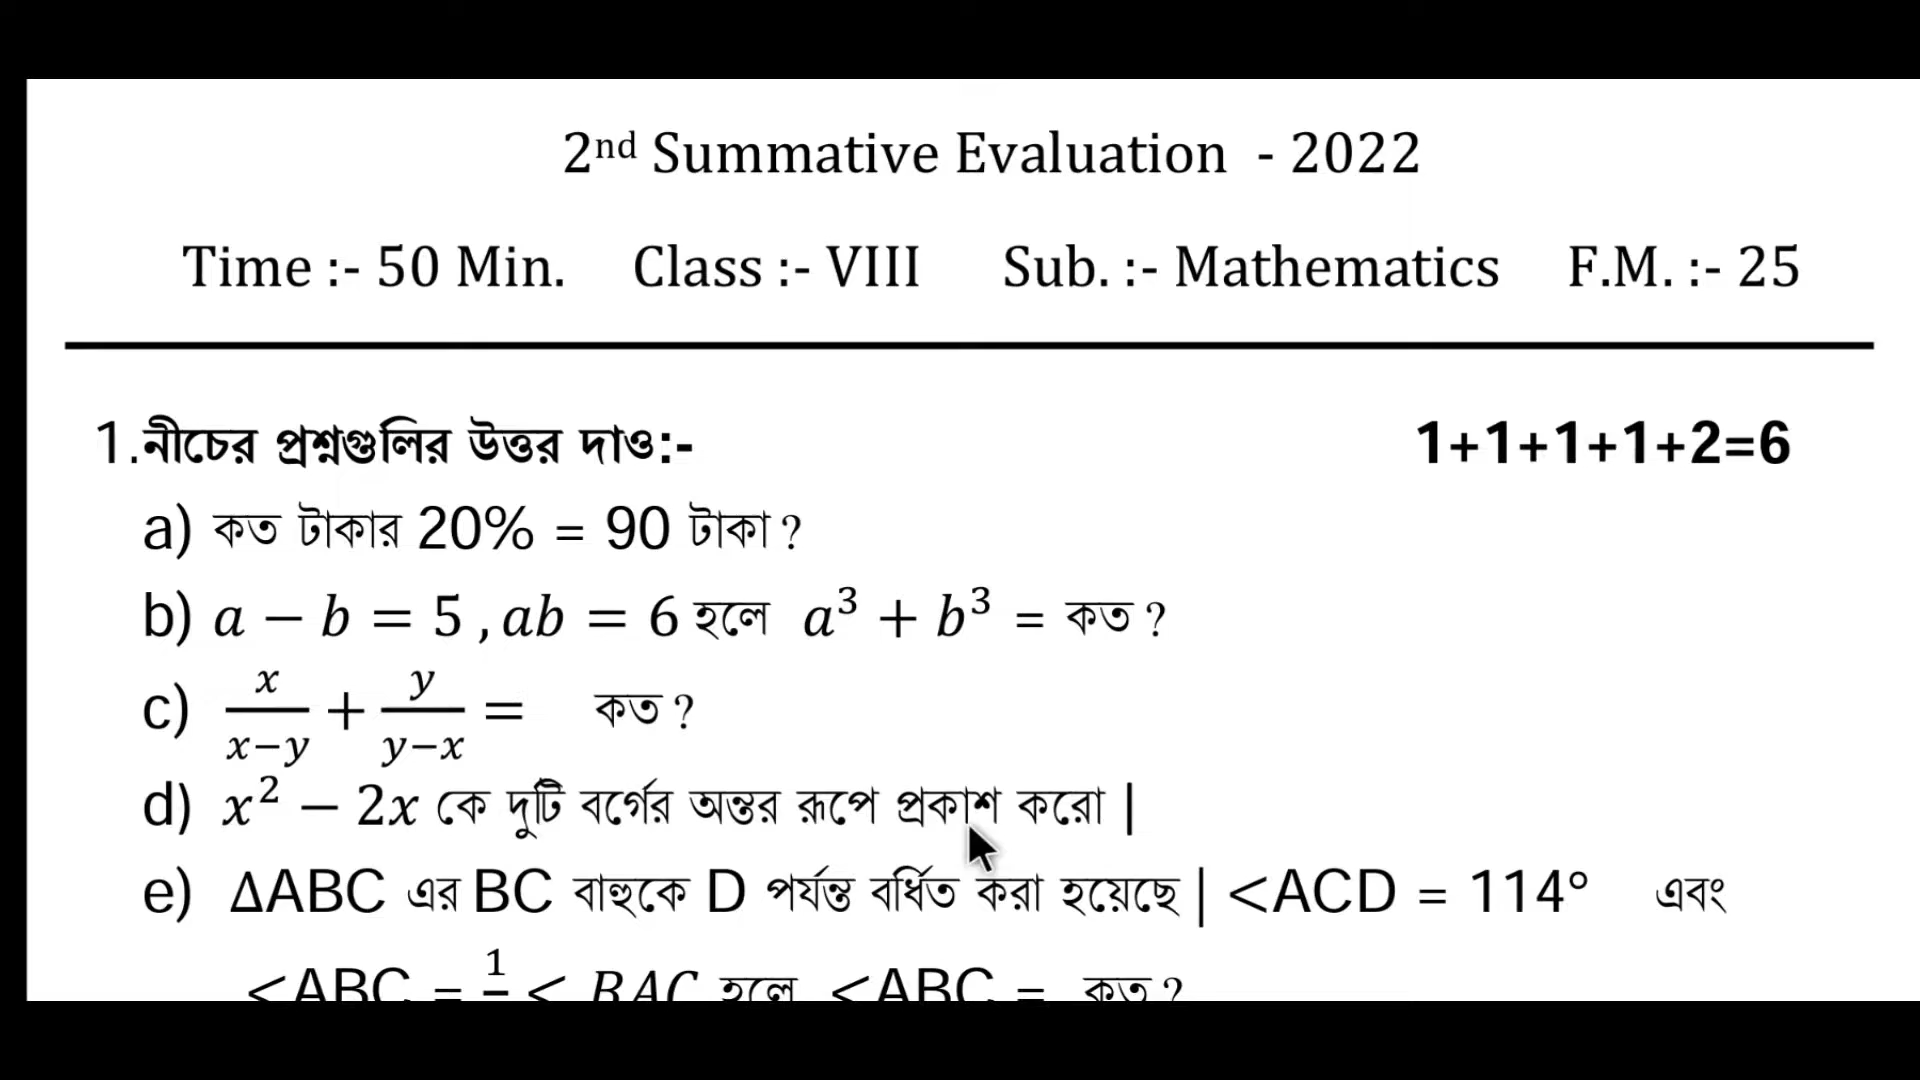 2nd Summative Evaluation - 2022
Time :- 50 Min. Class :- VIII Sub. :- Mathematics F.M. :- 25
1.নীচের প্রশ্নগুলির উত্তর দাও:- 1+1+1+1+2=6
a) কত টাকার 20% = 90 টাকা ?
b) a − b = 5 , ab = 6 হলে a³ + b³ = কত ?
c) x/(x−y) + y/(y−x) = কত ?
d) x² − 2x কে দুটি বর্গের অন্তর রূপে প্রকাশ করো |
e) ΔABC এর BC বাহুকে D পর্যন্ত বর্ধিত করা হয়েছে | <ACD = 114° এবং
<ABC = 1/ < BAC হলে <ABC = কত ?